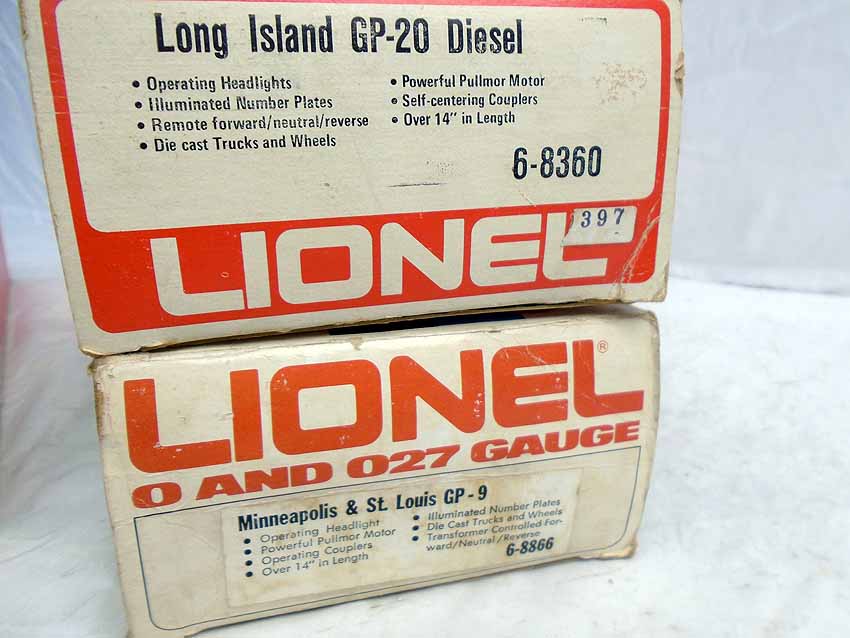 Long Island GP-20 Diesel
• Operating Headlights
• Illuminated Number Plates
• Remote forward/neutral/reverse
• Die cast Trucks and Wheels
• Powerful Pullmor Motor
• Self-centering Couplers
• Over 14" in Length
6-8360
397
LIONEL
LIONEL®
O AND O27 GAUGE
Minneapolis & St. Louis GP-9
• Operating Headlight
• Powerful Pullmor Motor
• Operating Couplers
• Over 14" in Length
• Illuminated Number Plates
• Die Cast Trucks and Wheels
• Transformer Controlled For-
ward/Neutral/Reverse
6-8866